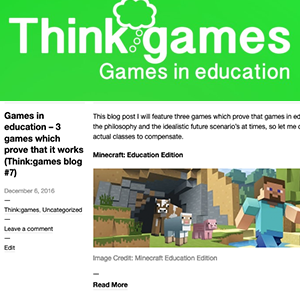 Think games
Games in education
Games in
education – 3
games which
prove that it works
(Think:games blog
#7)
December 6, 2016
—
Think:games, Uncategorized
—
Leave a comment
—
Edit
This blog post I will feature three games which prove that games in ed
the philosophy and the idealistic future scenario's at times, so let me
actual classes to compensate.
Minecraft: Education Edition
Image Credit: Minecraft Education Edition
—
Read More